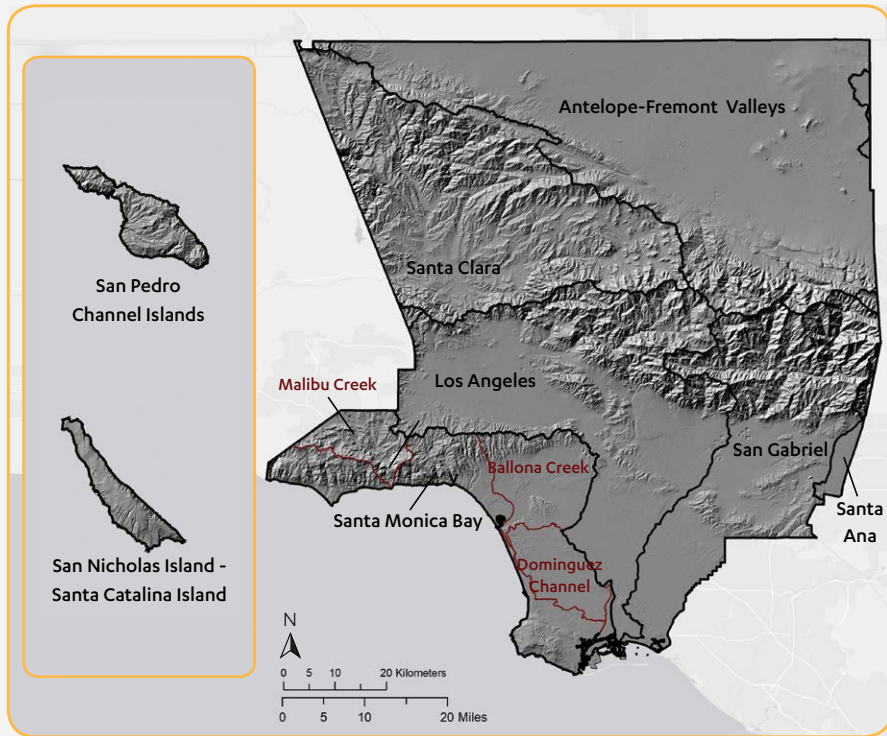 Antelope-Fremont Valleys
San Pedro
Channel Islands
Santa Clara
Malibu Creek
Los Angeles
San Gabriel
Ballona Creek
Santa Monica Bay
Santa
Ana
San Nicholas Island -
Santa Catalina Island
Dominguez
Channel
N
0 5 10 20 Kilometers
0 5 10 20 Miles